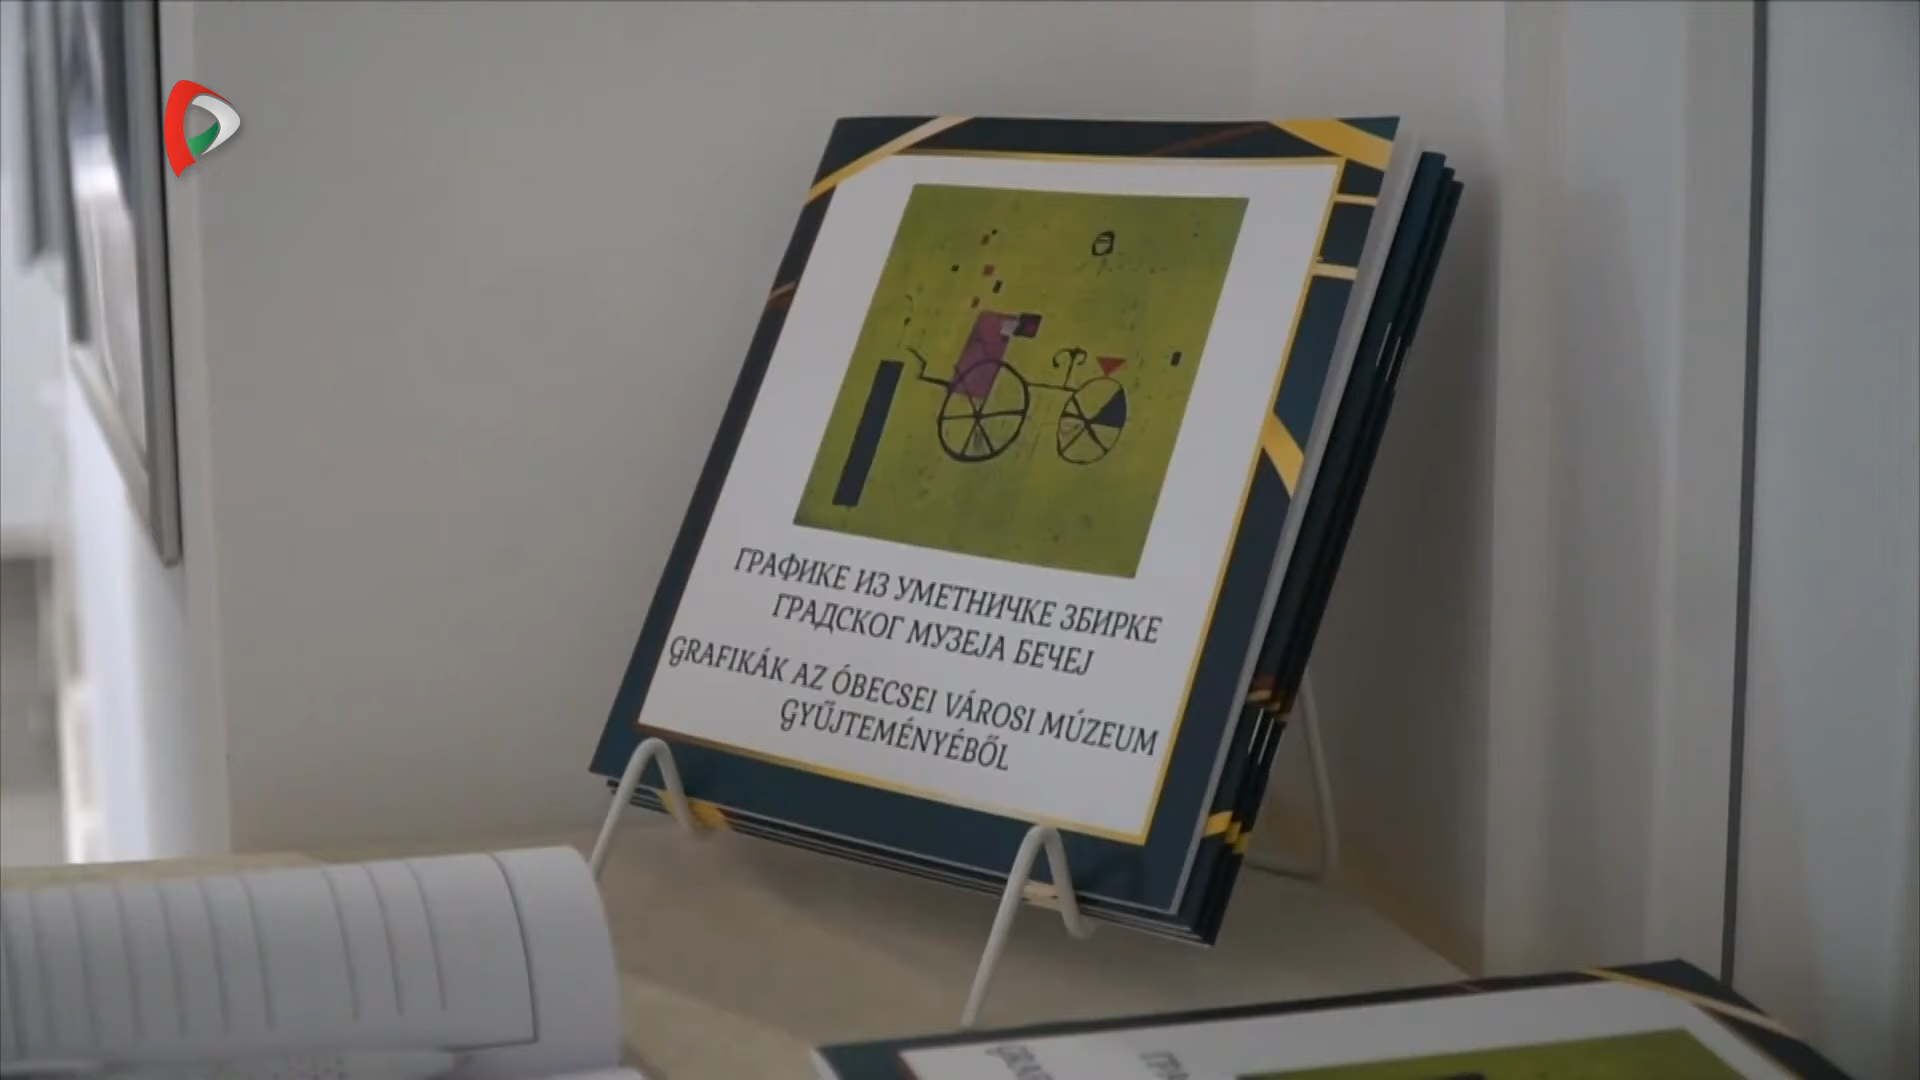 ГРАФИКЕ ИЗ УМЕТНИЧКЕ ЗБИРКЕ
ГРАДСКОГ МУЗЕЈА БЕЧЕЈ
GRAFIKÁK AZ ÓBECSEI VÁROSI MÚZEUM
GYŰJTEMÉNYÉBŐL